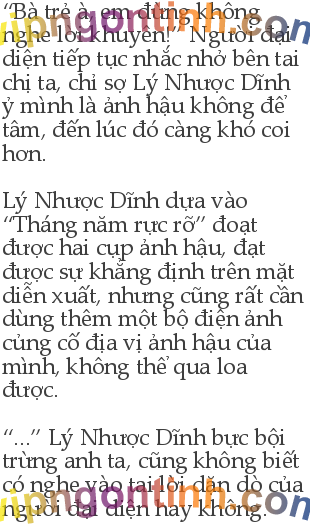 “Bà trẻ à, em đừng không
nghe lời khuyên!” Người đại
diện tiếp tục nhắc nhở bên tai
chị ta, chỉ sợ Lý Nhược Dĩnh
ỷ mình là ảnh hậu không để
tâm, đến lúc đó càng khó coi
hơn.

Lý Nhược Dĩnh dựa vào
“Tháng năm rực rỡ” đoạt
được hai cụp ảnh hậu, đạt
được sự khẳng định trên mặt
diễn xuất, nhưng cũng rất cần
dùng thêm một bộ điện ảnh
củng cố địa vị ảnh hậu của
mình, không thể qua loa
được.

“...” Lý Nhược Dĩnh bực bội
trừng anh ta, cũng không biết
có nghe vào tai lời dặn dò của
người đại diện hay không.
vipngontinh.com
vipngontinh.com